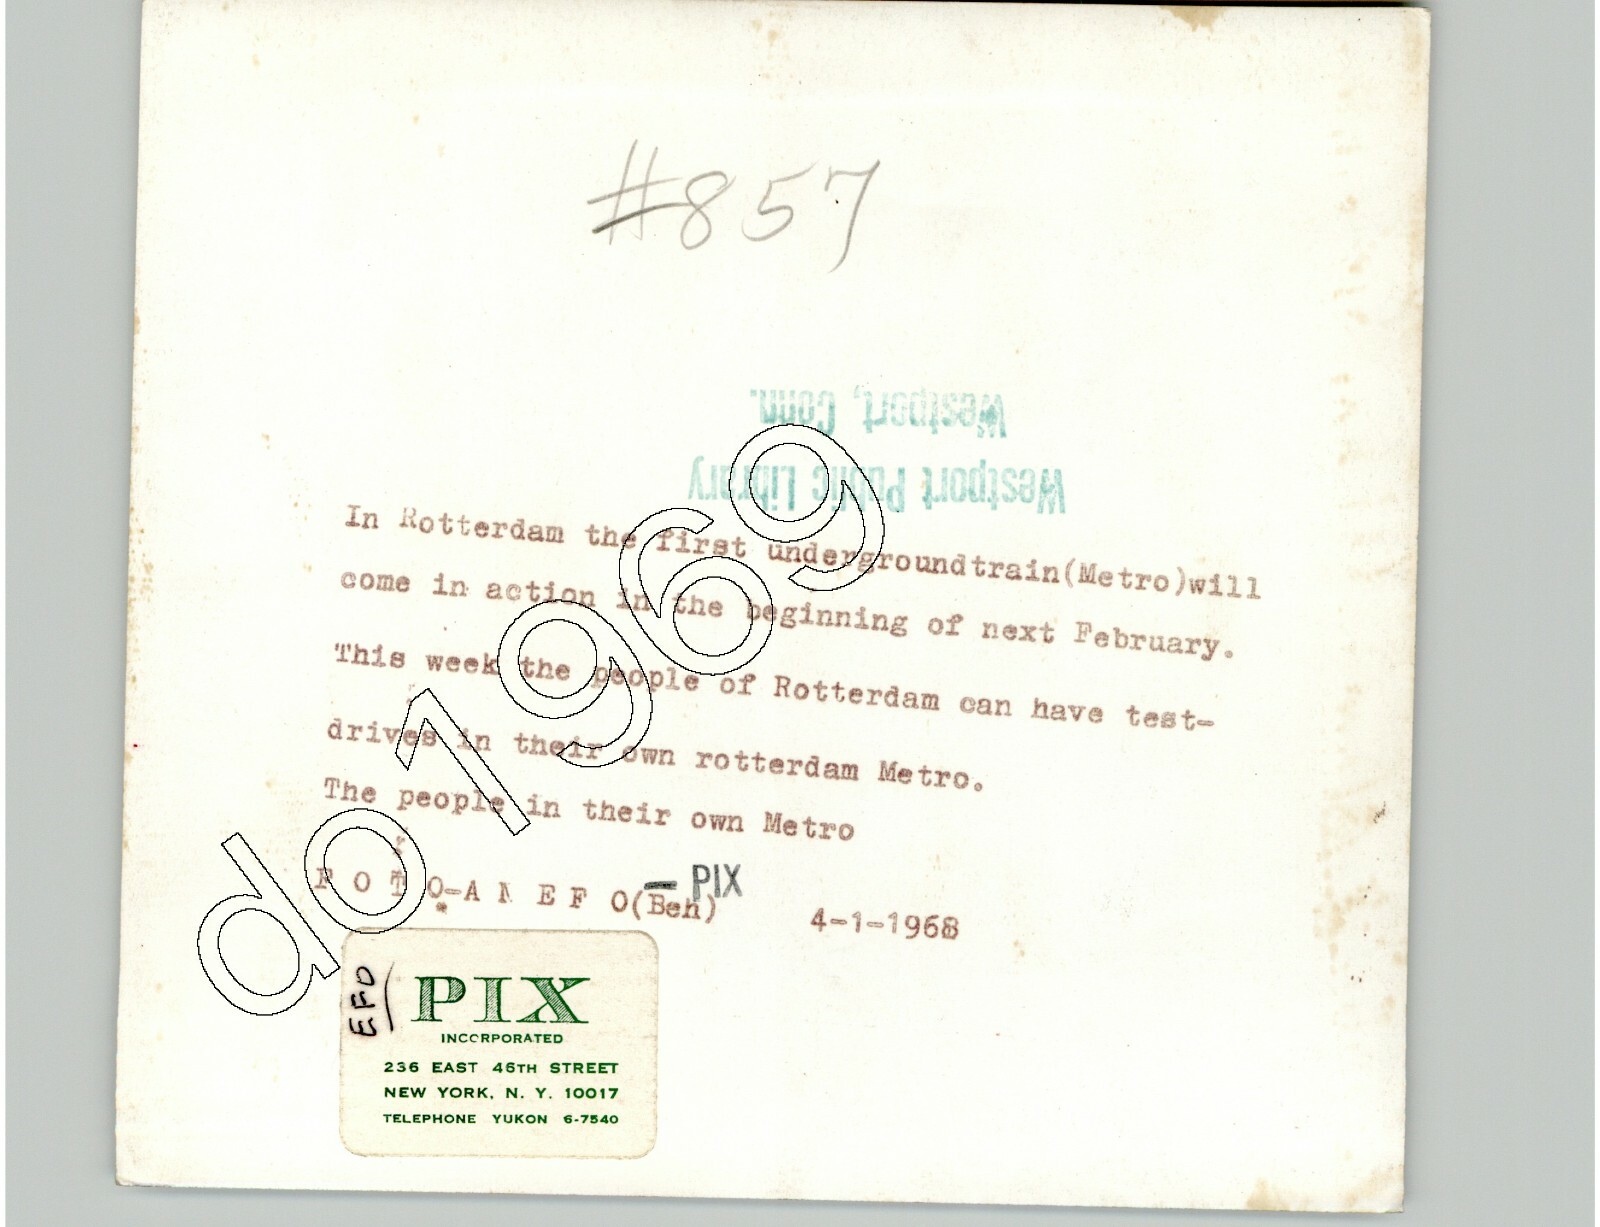 #857
Westport, Conn.
Westport Public Library
In Rotterdam the first undergroundtrain(Metro)will
come in action in the beginning of next February.
This week the people of Rotterdam can have test-
drives in their own rotterdam Metro.
The people in their own Metro
F O T O-A N E F O(Beh)
— PIX
4-1-1968
EFO
PIX
INCORPORATED
236 EAST 46TH STREET
NEW YORK, N. Y. 10017
TELEPHONE YUKON 6-7540
do1969